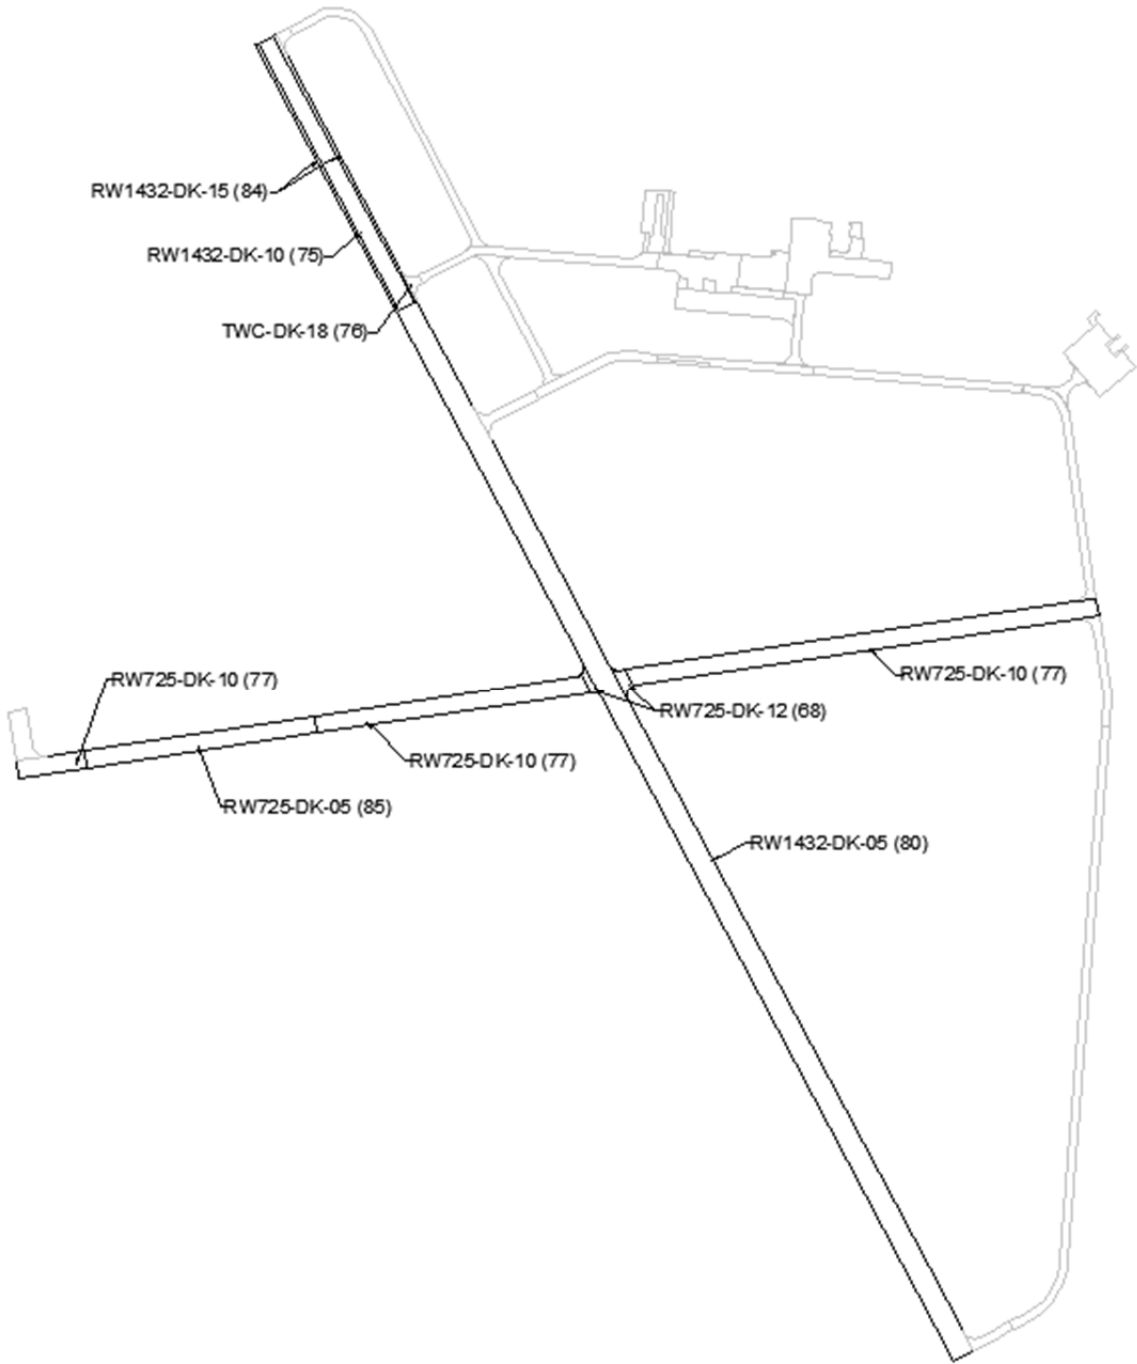 RW1432-DK-15 (84)
RW1432-DK-10 (75)
TWC-DK-18 (76)
RW725-DK-10 (77)
RW725-DK-10 (77)
RW725-DK-12 (68)
RW725-DK-10 (77)
RW725-DK-05 (85)
RW1432-DK-05 (80)